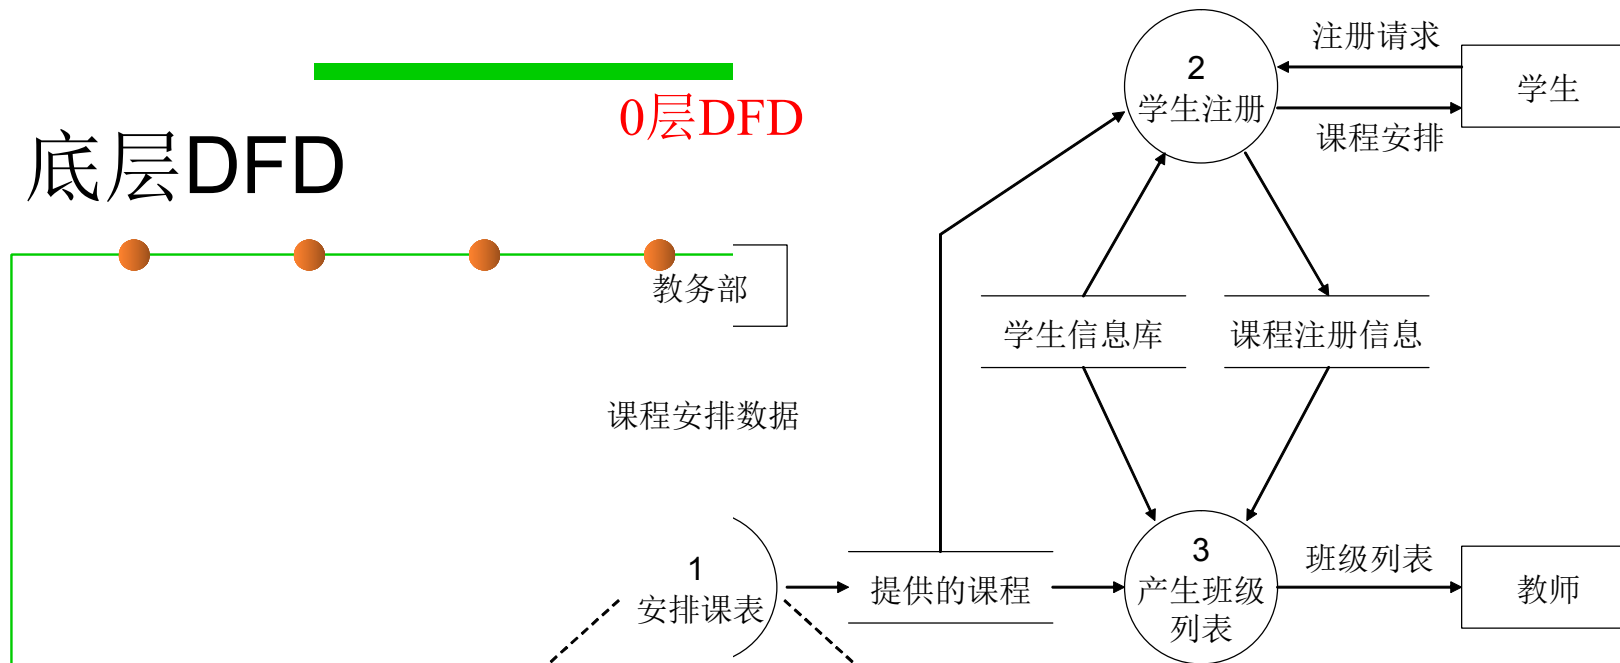 底层DFD
0层DFD
教务部
课程安排数据
1
安排课表
提供的课程
2
学生注册
注册请求
课程安排
学生
学生信息库
课程注册信息
3
产生班级
列表
班级列表
教师